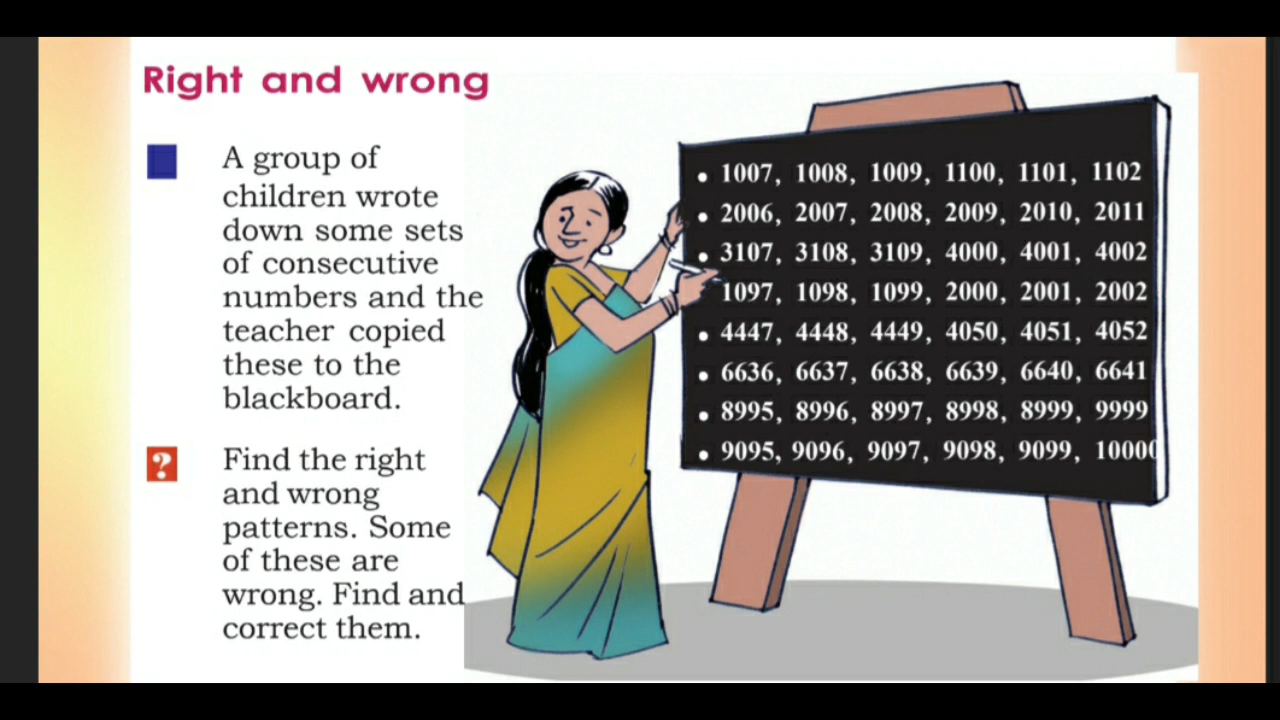 Right and wrong
A group of
children wrote
down some sets
of consecutive
numbers and the
teacher copied
these to the
blackboard.
?
Find the right
and wrong
patterns. Some
of these are
wrong. Find and
correct them.
• 1007, 1008, 1009, 1100, 1101, 1102
• 2006, 2007, 2008, 2009, 2010, 2011
• 3107, 3108, 3109, 4000, 4001, 4002
1097, 1098, 1099, 2000, 2001, 2002
• 4447, 4448, 4449, 4050, 4051, 4052
• 6636, 6637, 6638, 6639, 6640, 6641
• 8995, 8996, 8997, 8998, 8999, 9999
• 9095, 9096, 9097, 9098, 9099, 10000